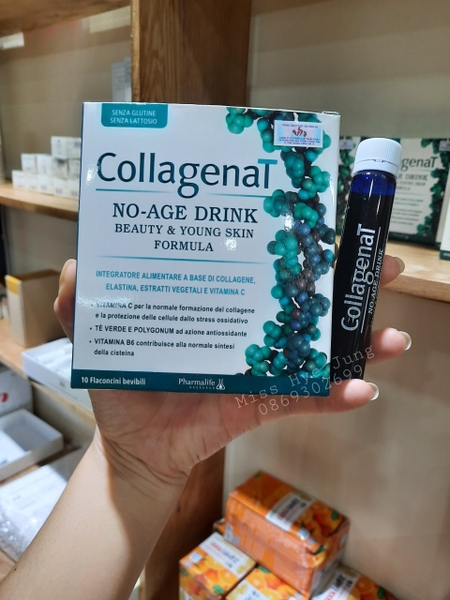 SENZA GLUTINE
SENZA LATTOSIO
CollagenaT
NO-AGE DRINK
BEAUTY & YOUNG SKIN
FORMULA
INTEGRATORE ALIMENTARE A BASE DI COLLAGENE,
ELASTINA, ESTRATTI VEGETALI E VITAMINA C
• VITAMINA C per la normale formazione del collagene
e la protezione delle cellule dallo stress ossidativo
• TÈ VERDE E POLYGONUM ad azione antiossidante
• VITAMINA B6 contribuisce alla normale sintesi
della cisteina
10 Flaconcini bevibili
Pharmalife
RESEARCH
CollagenaT
NO-AGE DRINK
Miss Hye Jung
0869302699